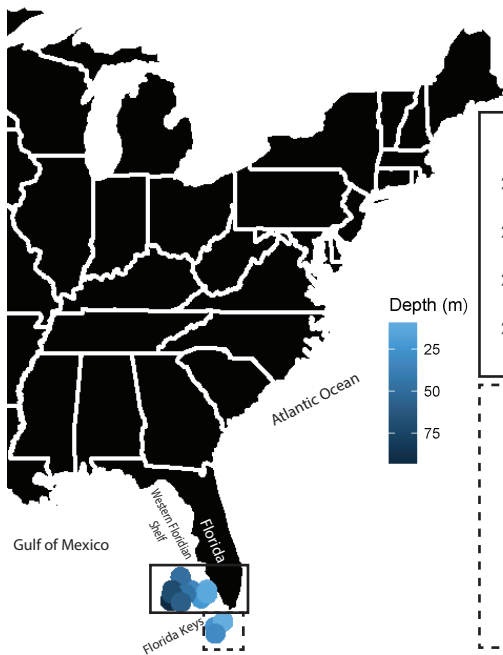 Depth (m)
25
50
75
Atlantic Ocean
Western Floridian
Shelf
Florida
Gulf of Mexico
Florida Keys